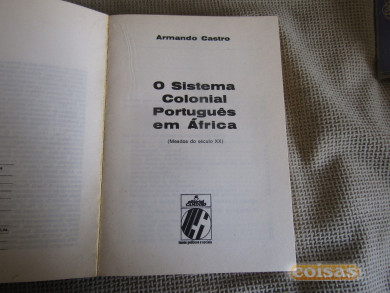 Armando Castro
O Sistema
Colonial
Português
em África
(Meados do século XX)
coisas